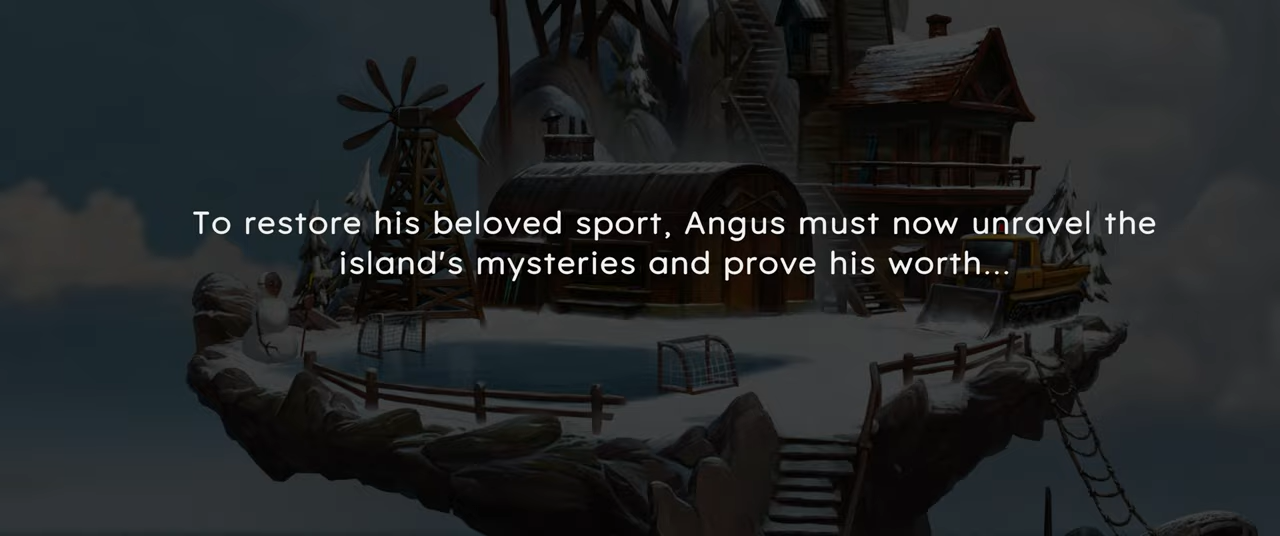 To restore his beloved sport, Angus must now unravel the
island's mysteries and prove his worth...